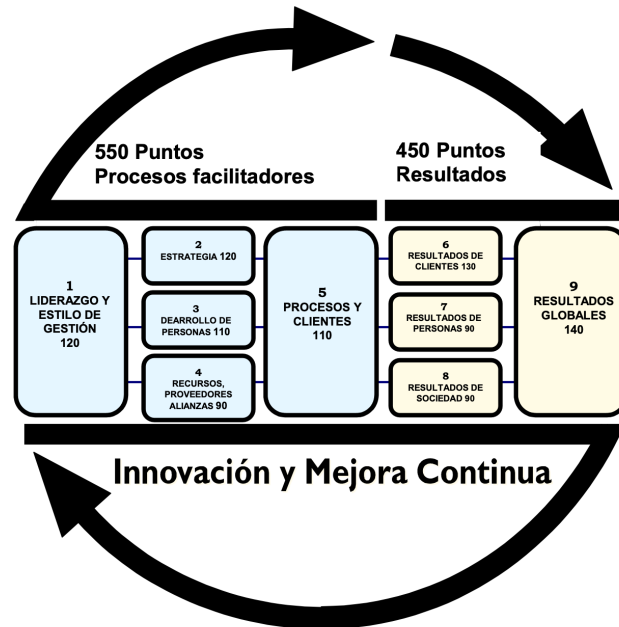 550 Puntos
Procesos facilitadores
450 Puntos
Resultados
1
LIDERAZGO Y
ESTILO DE
GESTIÓN
120
2
ESTRATEGIA 120
3
DEARROLLO DE
PERSONAS 110
4
RECURSOS,
PROVEEDORES
ALIANZAS 90
5
PROCESOS Y
CLIENTES
110
6
RESULTADOS DE
CLIENTES 130
7
RESULTADOS DE
PERSONAS 90
8
RESULTADOS DE
SOCIEDAD 90
9
RESULTADOS
GLOBALES
140
Innovación y Mejora Continua